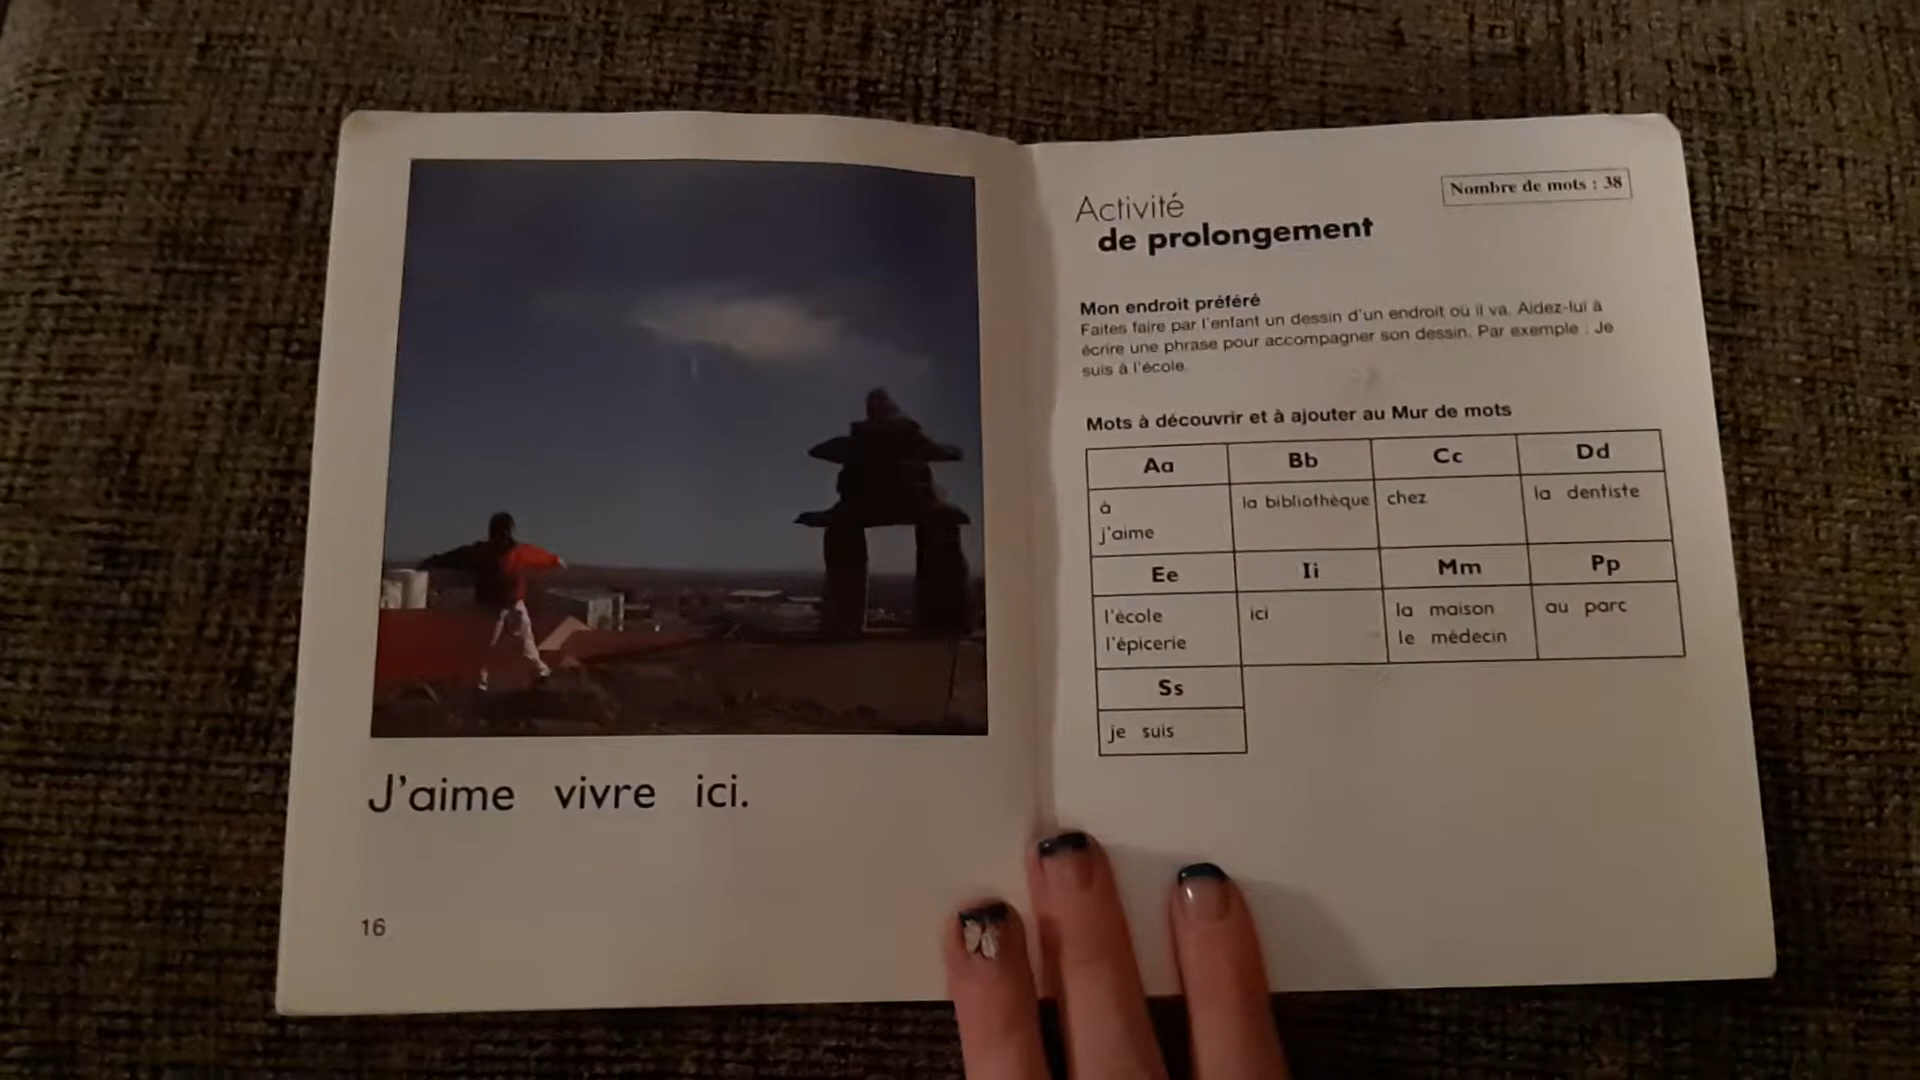 J'aime vivre ici.
16
Activité
de prolongement
Nombre de mots : 38
Mon endroit préféré
Faites faire par l'enfant un dessin d'un endroit où il va. Aidez-lui à
écrire une phrase pour accompagner son dessin. Par exemple : Je
suis à l'école.
Mots à découvrir et à ajouter au Mur de mots
Aa Bb Cc Dd
à la bibliothèque chez la dentiste
j'aime
Ee Ii Mm Pp
l'école ici la maison au parc
l'épicerie le médecin
Ss
je suis